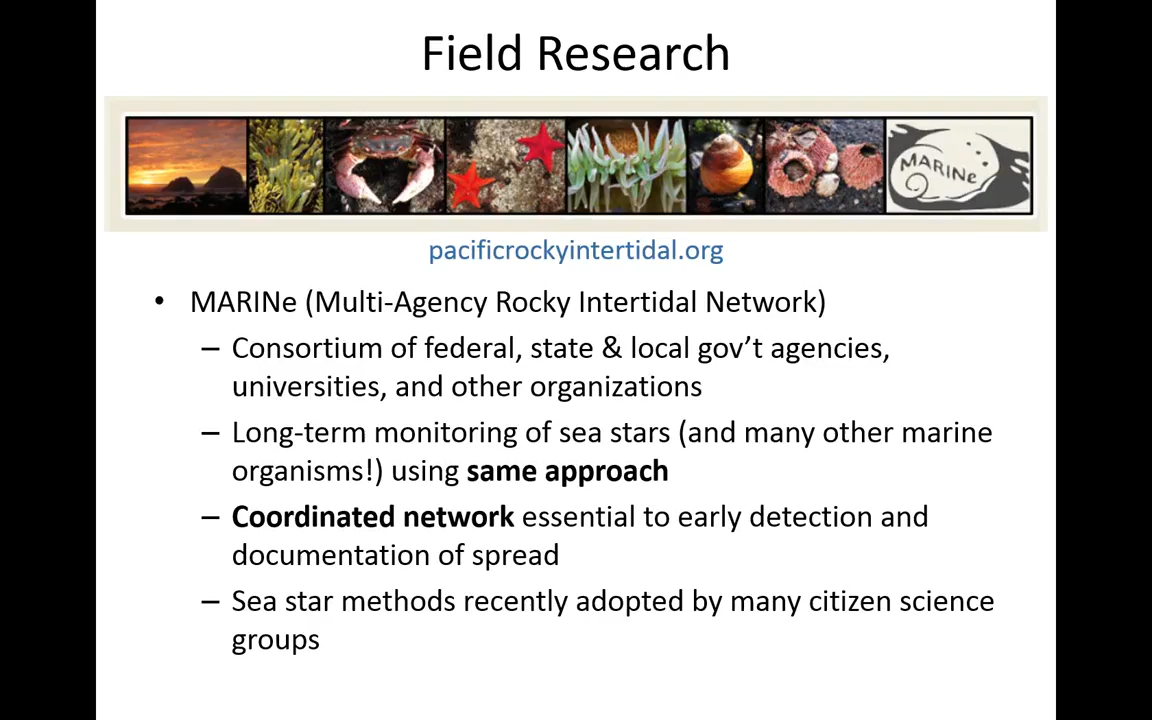 Field Research
MARINe
pacificrockyintertidal.org
• MARINe (Multi-Agency Rocky Intertidal Network)
– Consortium of federal, state & local gov’t agencies,
universities, and other organizations
– Long-term monitoring of sea stars (and many other marine
organisms!) using same approach
– Coordinated network essential to early detection and
documentation of spread
– Sea star methods recently adopted by many citizen science
groups